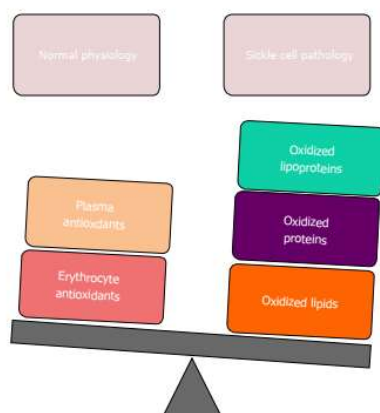 Normal physiology
Sickle cell pathology
Oxidized
lipoproteins
Plasma
antioxidants
Oxidized
proteins
Erythrocyte
antioxidants
Oxidized lipids